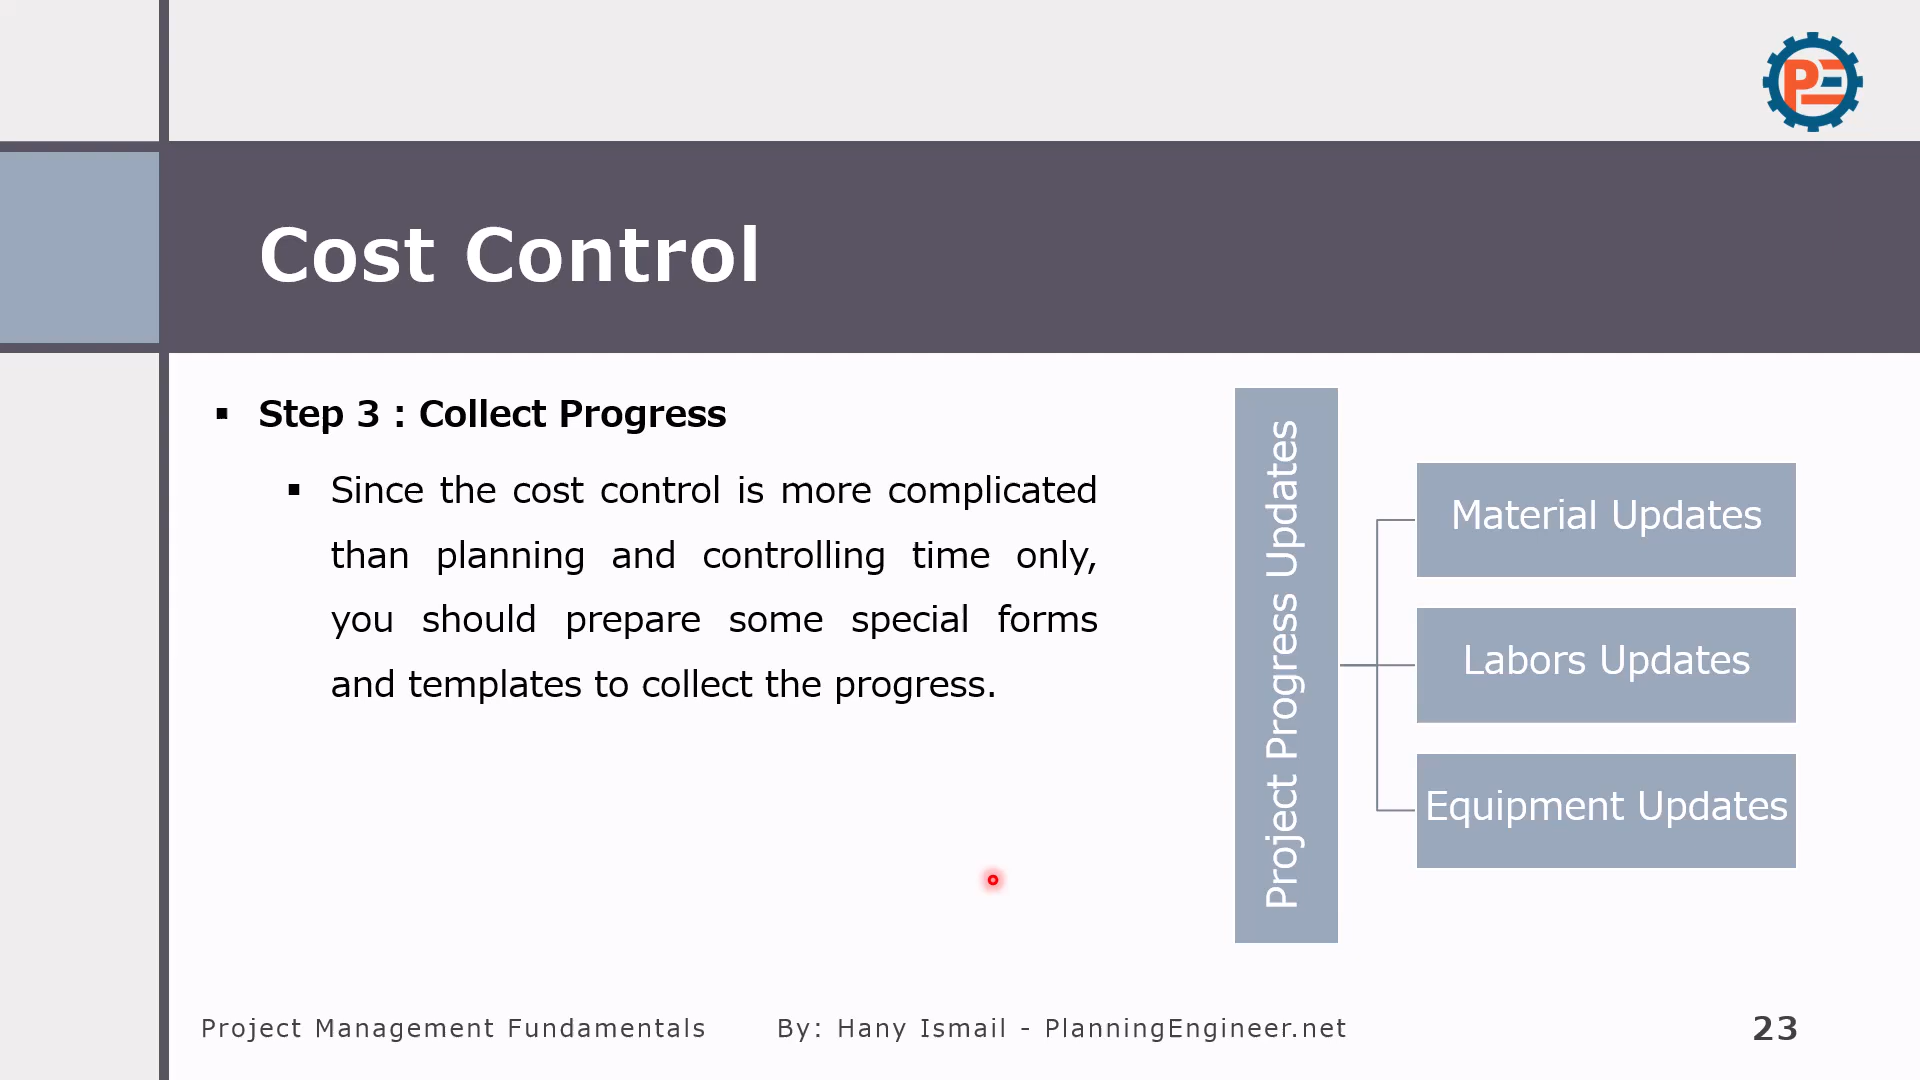 PE
Cost Control
▪ Step 3 : Collect Progress
▪ Since the cost control is more complicated
than planning and controlling time only,
you should prepare some special forms
and templates to collect the progress.
Project Progress Updates
Material Updates
Labors Updates
Equipment Updates
Project Management Fundamentals By: Hany Ismail - PlanningEngineer.net 23